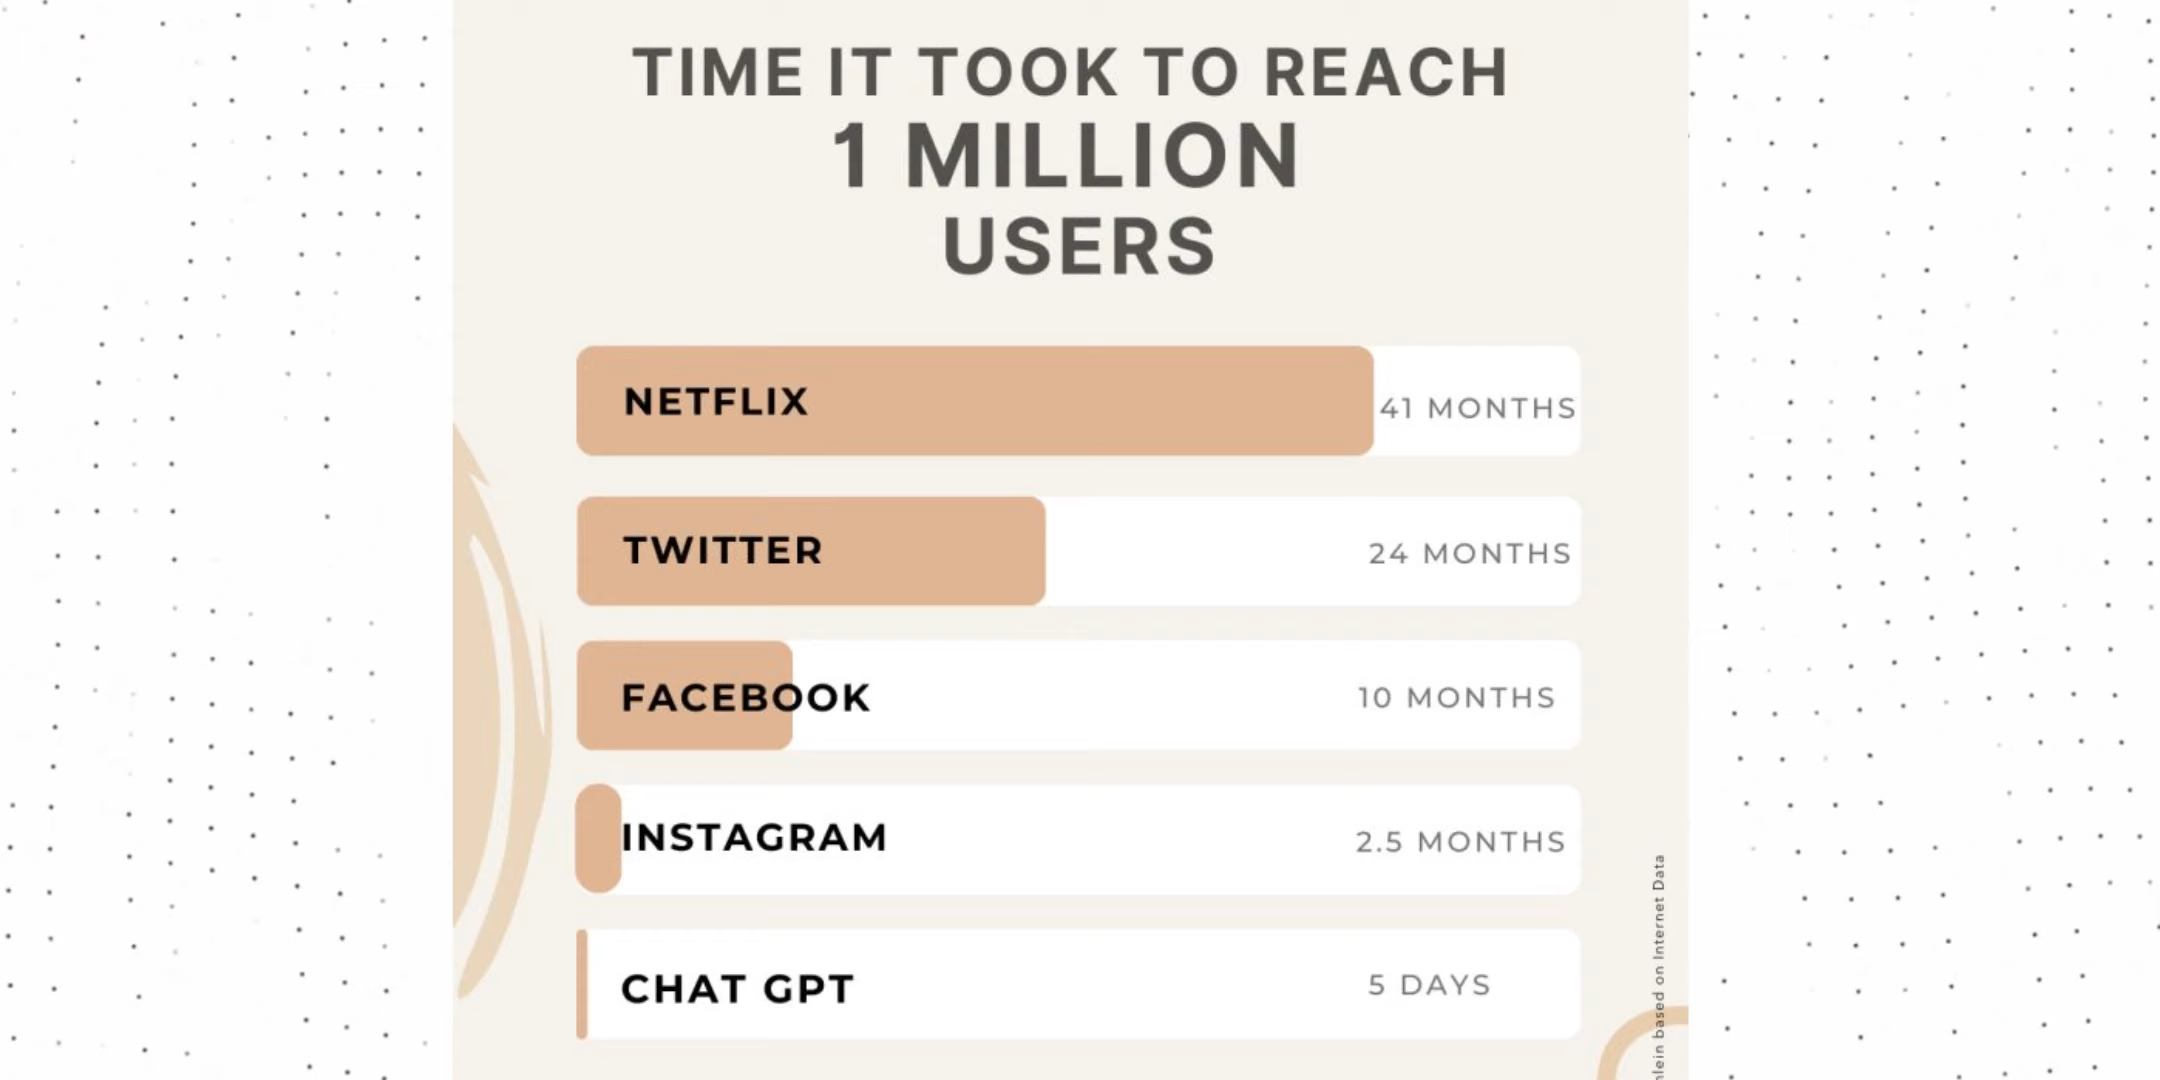 TIME IT TOOK TO REACH
1 MILLION
USERS
NETFLIX
41 MONTHS
TWITTER
24 MONTHS
FACEBOOK
10 MONTHS
INSTAGRAM
2.5 MONTHS
CHAT GPT
5 DAYS
based on Internet Data